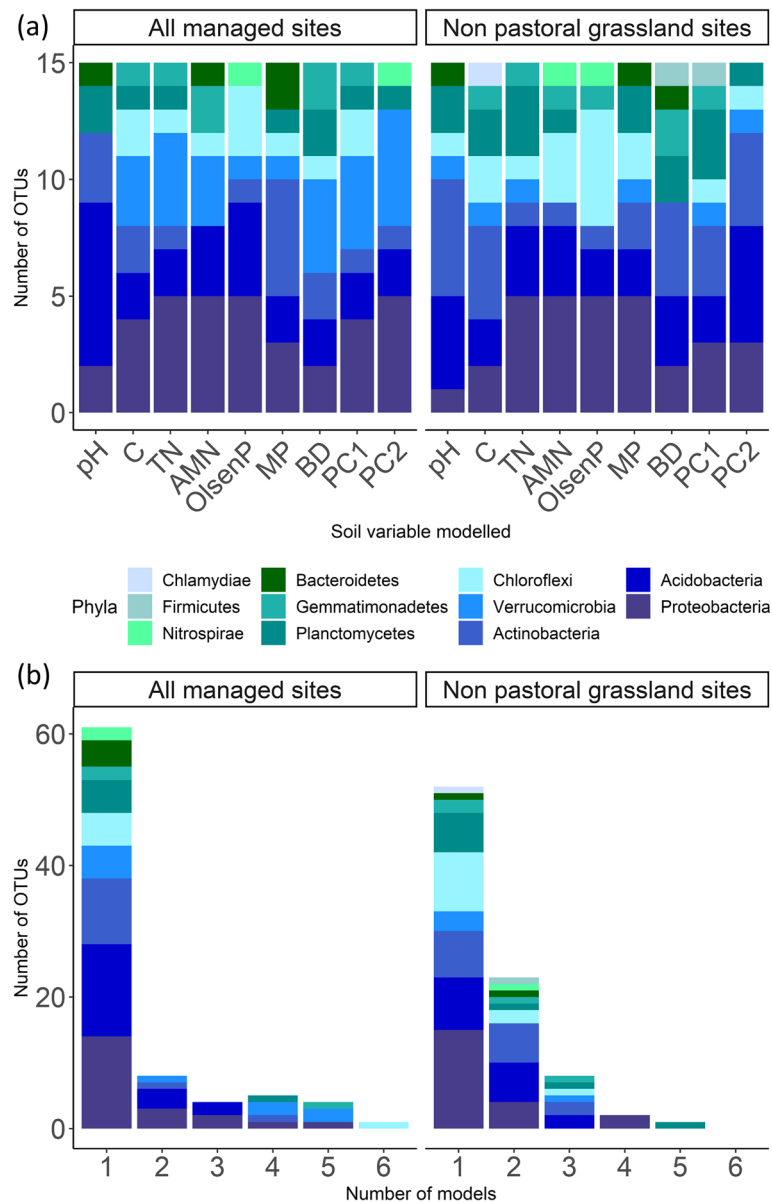 (a)
All managed sites
Non pastoral grassland sites
Number of OTUs
15
10
5
0
pH C TN AMN OlsenP MP BD PC1 PC2
pH C TN AMN OlsenP MP BD PC1 PC2
Soil variable modelled
Phyla
Chlamydiae Bacteroidetes Chloroflexi Acidobacteria
Firmicutes Gemmatimonadetes Verrucomicrobia Proteobacteria
Nitrospirae Planctomycetes Actinobacteria
(b)
All managed sites
Non pastoral grassland sites
Number of OTUs
60
40
20
0
1 2 3 4 5 6
1 2 3 4 5 6
Number of models